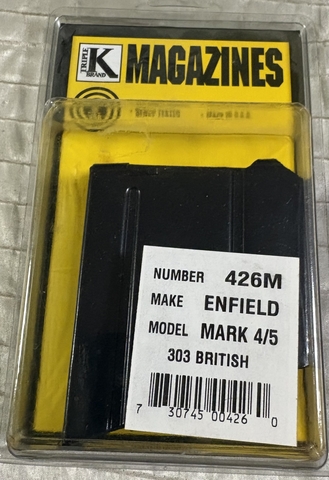 TRIPLE
K
BRAND
MAGAZINES
MADE IN U.S.A.
NUMBER 426M
MAKE ENFIELD
MODEL MARK 4/5
303 BRITISH
7 30745 00426 0